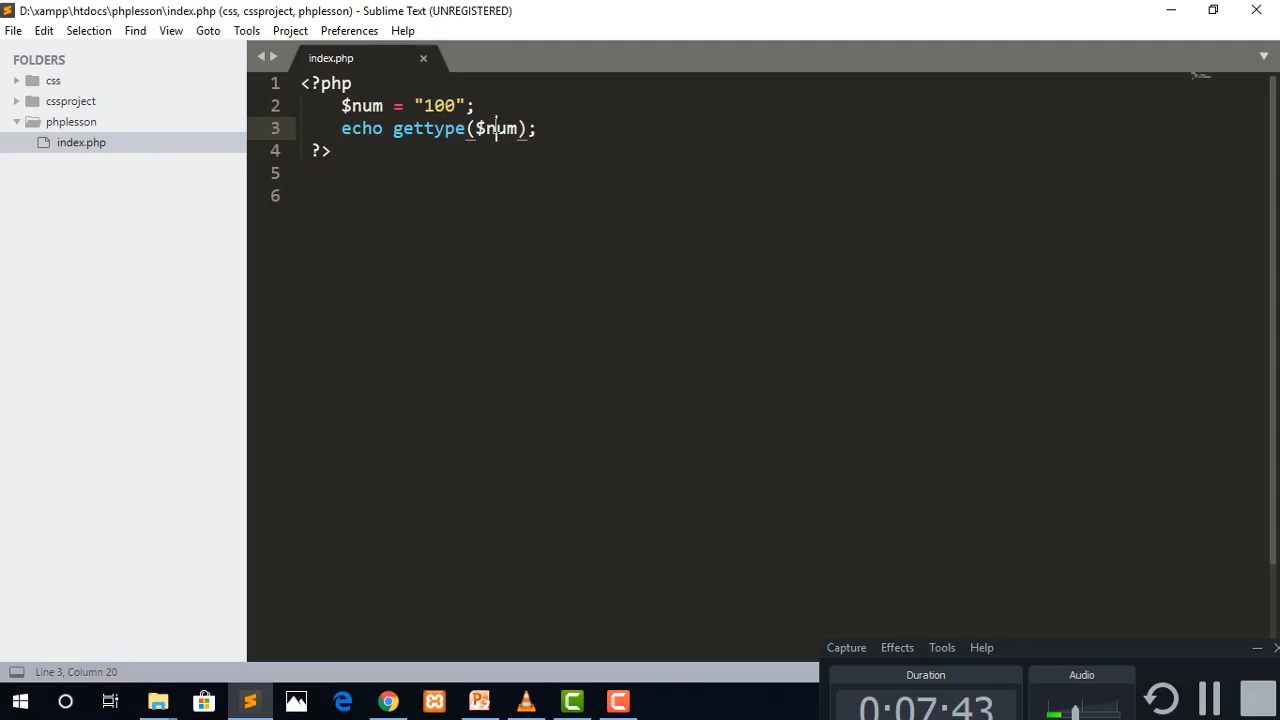 D:\xampp\htdocs\phplesson\index.php (css, cssproject, phplesson) - Sublime Text (UNREGISTERED)
File Edit Selection Find View Goto Tools Project Preferences Help
FOLDERS
css
cssproject
phplesson
index.php
index.php
1 <?php
2 $num = "100";
3 echo gettype($num);
4 ?>
5
6
Line 3, Column 20
Capture Effects Tools Help
Duration Audio
0:07:43